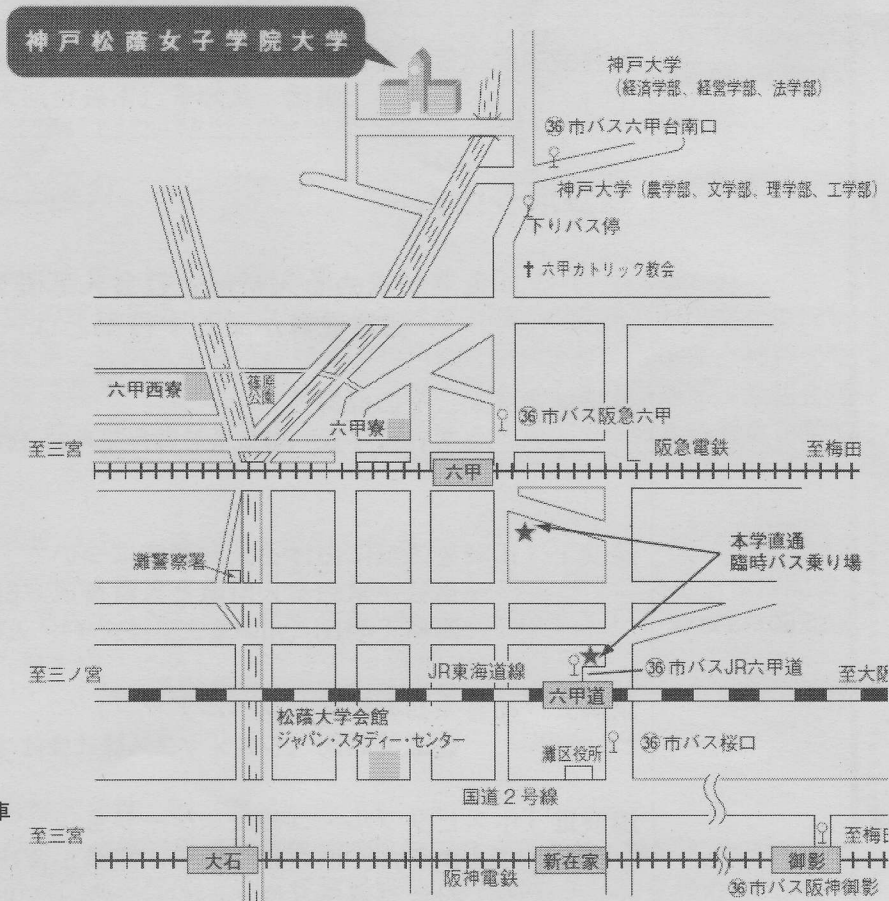 神戸松蔭女子学院大学
神戸大学
(経済学部、経営学部、法学部)
㊱市バス六甲台南口
神戸大学(農学部、文学部、理学部、工学部)
下りバス停
六甲カトリック教会
六甲西寮
篠原
公園
六甲寮
㊱市バス阪急六甲
至三宮
阪急電鉄
至梅田
六甲
灘警察署
本学直通
臨時バス乗り場
至三ノ宮
JR東海道線
㊱市バスJR六甲道
至大阪
六甲道
松蔭大学会館
ジャパン・スタディー・センター
灘区役所
㊱市バス桜口
国道2号線
車
至三宮
至梅田
大石
新在家
御影
阪神電鉄
㊱市バス阪神御影